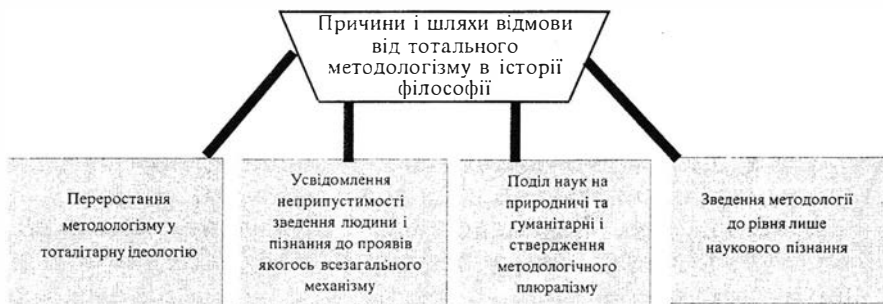 Причини і шляхи відмови
від тотального
методологізму в історії
філософії
Переростання
методологізму у
тоталітарну ідеологію
Усвідомлення
неприпустимості
зведення людини і
пізнання до проявів
якогось всезагального
механізму
Поділ наук на
природничі та
гуманітарні і
ствердження
методологічного
плюралізму
Зведення методології
до рівня лише
наукового пізнання